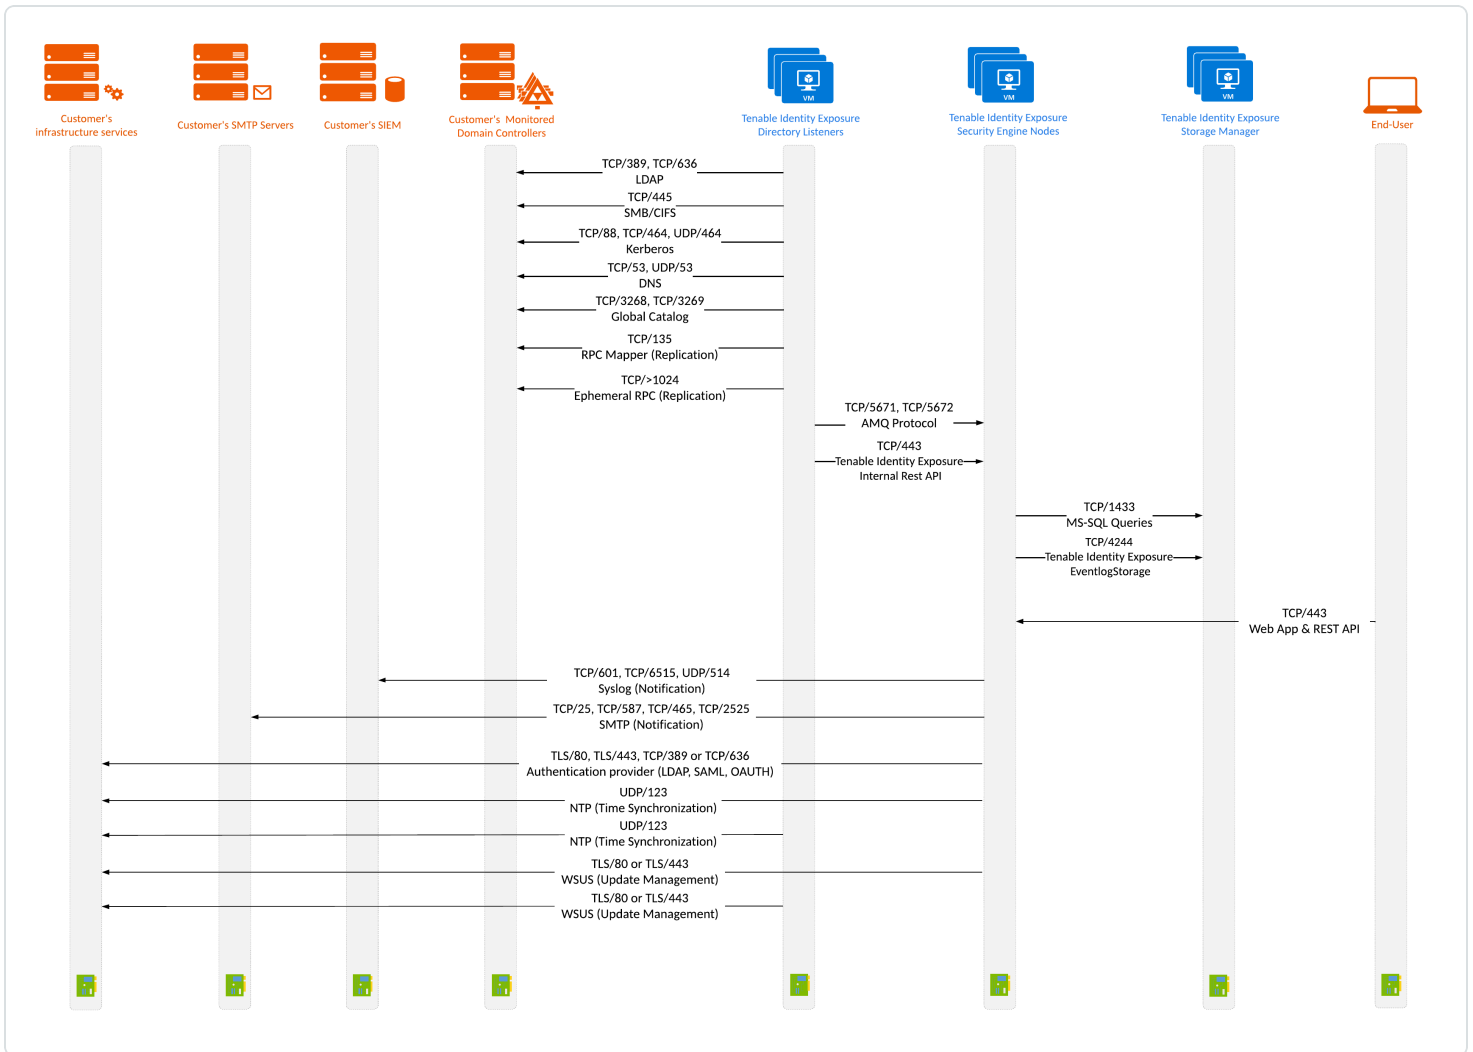 Customer's
infrastructure services
Customer's SMTP Servers
Customer's SIEM
Customer's Monitored
Domain Controllers
VM
Tenable Identity Exposure
Directory Listeners
VM
Tenable Identity Exposure
Security Engine Nodes
VM
Tenable Identity Exposure
Storage Manager
End-User
TCP/389, TCP/636
LDAP
TCP/445
SMB/CIFS
TCP/88, TCP/464, UDP/464
Kerberos
TCP/53, UDP/53
DNS
TCP/3268, TCP/3269
Global Catalog
TCP/135
RPC Mapper (Replication)
TCP/>1024
Ephemeral RPC (Replication)
TCP/5671, TCP/5672
AMQ Protocol
TCP/443
Tenable Identity Exposure
Internal Rest API
TCP/1433
MS-SQL Queries
TCP/4244
Tenable Identity Exposure
EventlogStorage
TCP/443
Web App & REST API
TCP/601, TCP/6515, UDP/514
Syslog (Notification)
TCP/25, TCP/587, TCP/465, TCP/2525
SMTP (Notification)
TLS/80, TLS/443, TCP/389 or TCP/636
Authentication provider (LDAP, SAML, OAUTH)
UDP/123
NTP (Time Synchronization)
UDP/123
NTP (Time Synchronization)
TLS/80 or TLS/443
WSUS (Update Management)
TLS/80 or TLS/443
WSUS (Update Management)